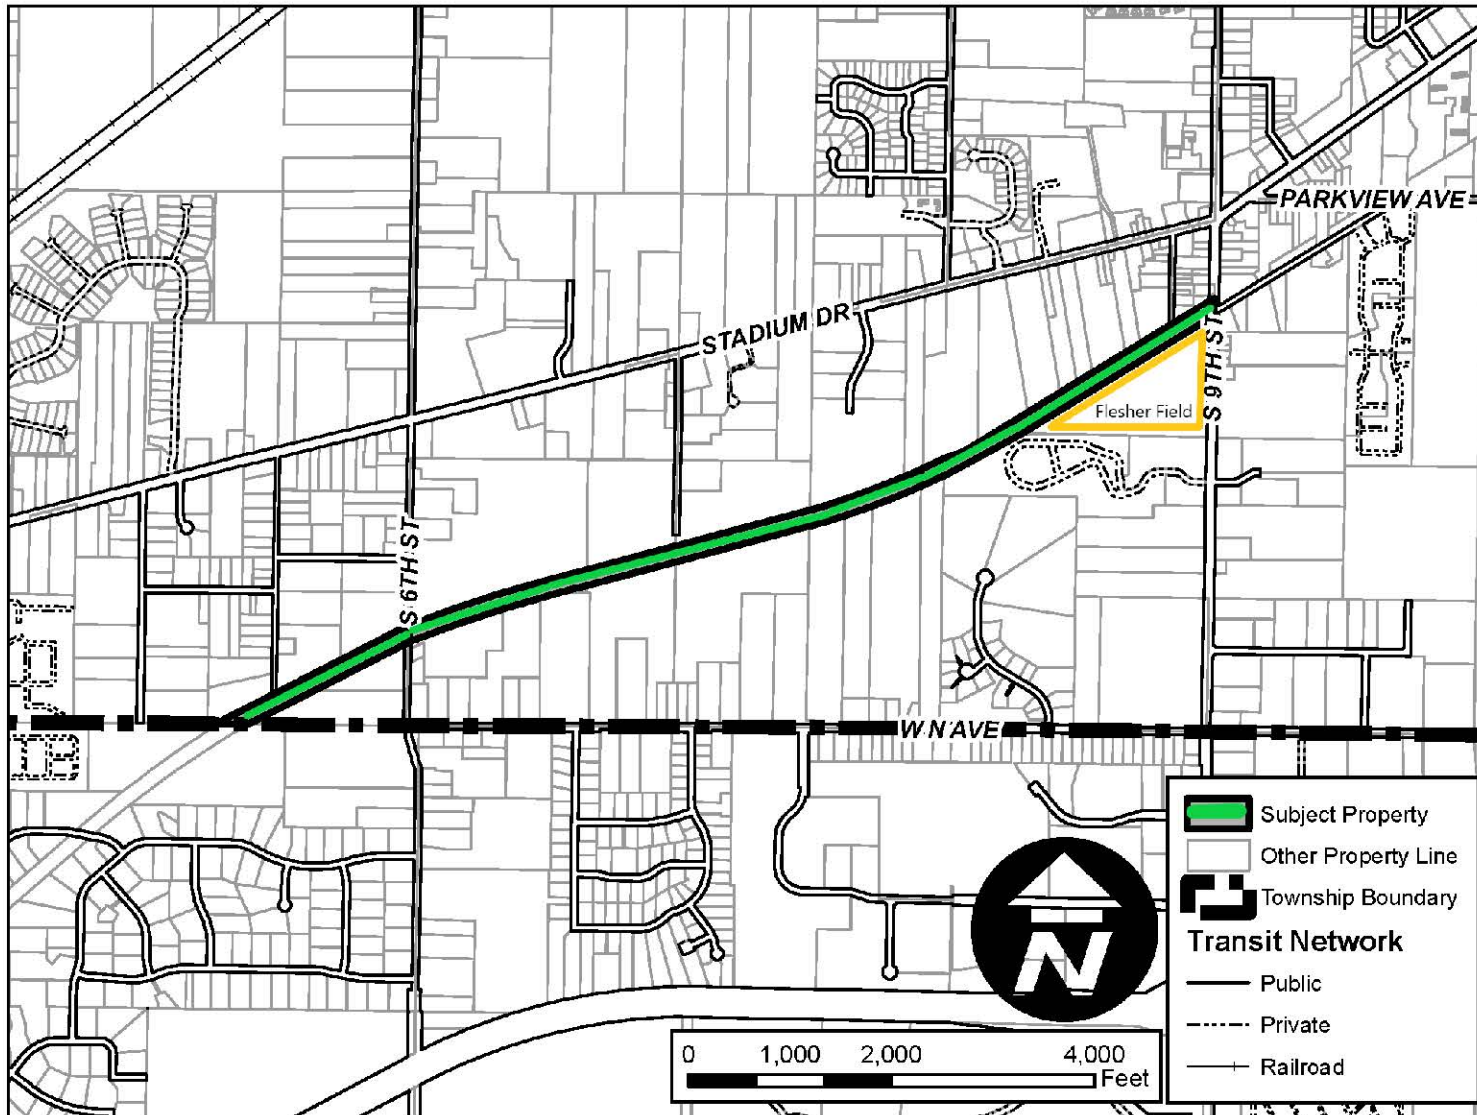 PARKVIEW AVE
STADIUM DR
S 9TH ST
Flesher Field
S 6TH ST
W N AVE
Subject Property
Other Property Line
Township Boundary
Transit Network
Public
Private
Railroad
N
0 1,000 2,000 4,000
Feet